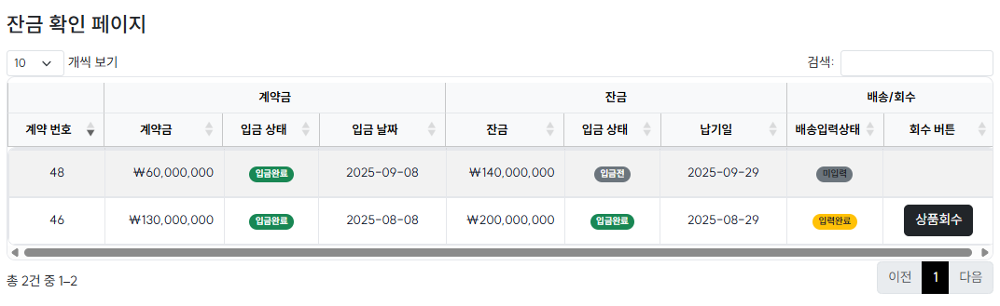 잔금 확인 페이지
10 개씩 보기 검색:
계약금 잔금 배송/회수
계약 번호 계약금 입금 상태 입금 날짜 잔금 입금 상태 납기일 배송입력상태 회수 버튼
48 ₩60,000,000 입금완료 2025-09-08 ₩140,000,000 입금전 2025-09-29 미입력
46 ₩130,000,000 입금완료 2025-08-08 ₩200,000,000 입금완료 2025-08-29 입력완료 상품회수
총 2건 중 1–2 이전 1 다음